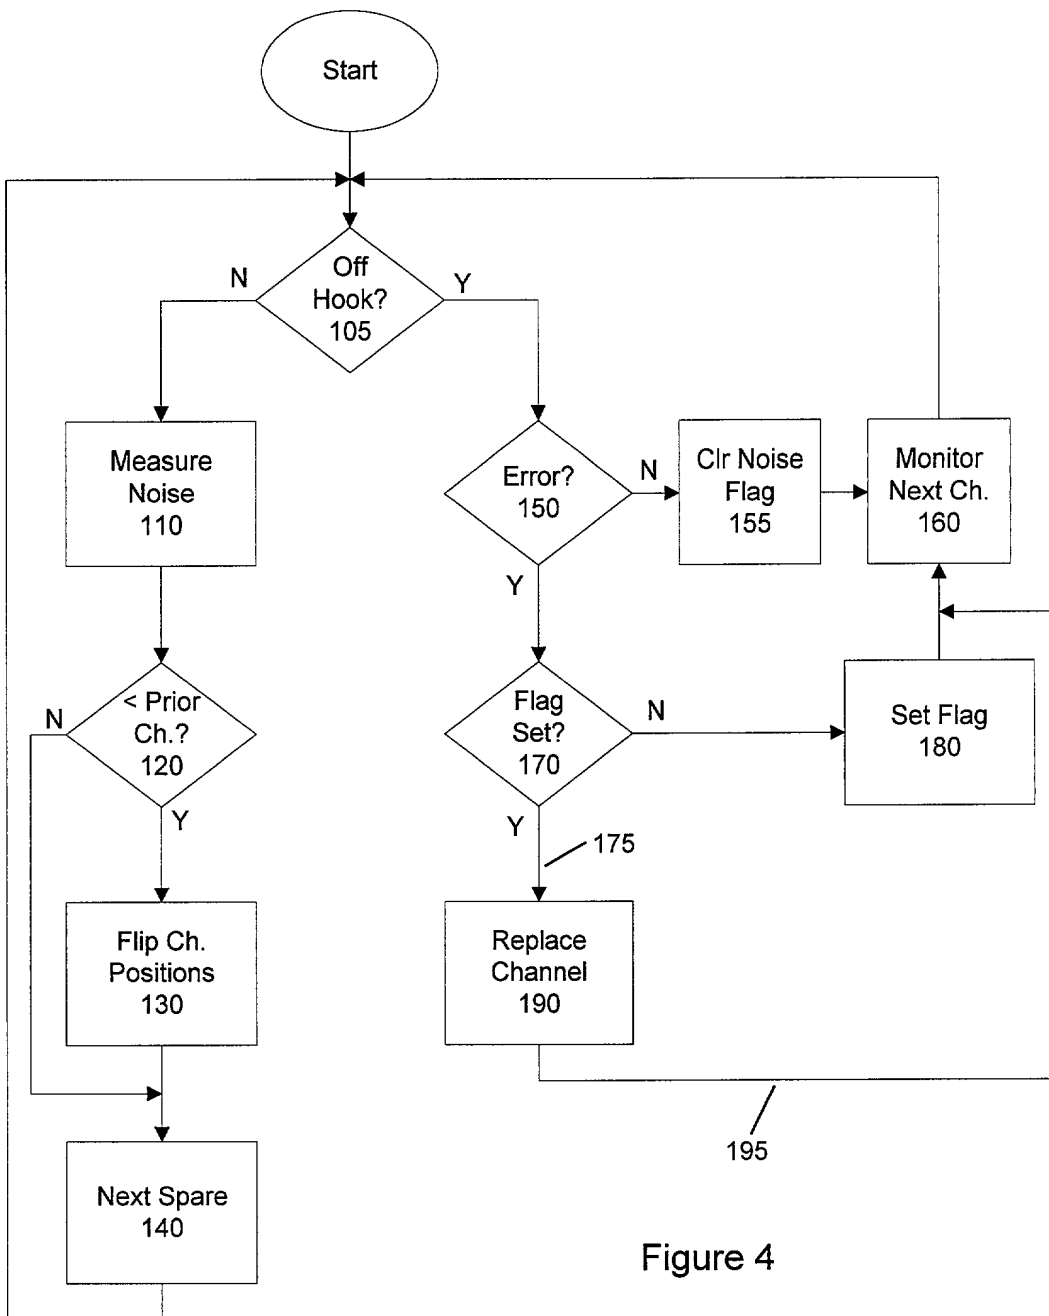 Start
Off
Hook?
105
N
Y
Measure
Noise
110
Error?
150
N
Y
Clr Noise
Flag
155
Monitor
Next Ch.
160
< Prior
Ch.?
120
N
Y
Flag
Set?
170
N
Y
Set Flag
180
175
Flip Ch.
Positions
130
Replace
Channel
190
195
Next Spare
140
Figure 4